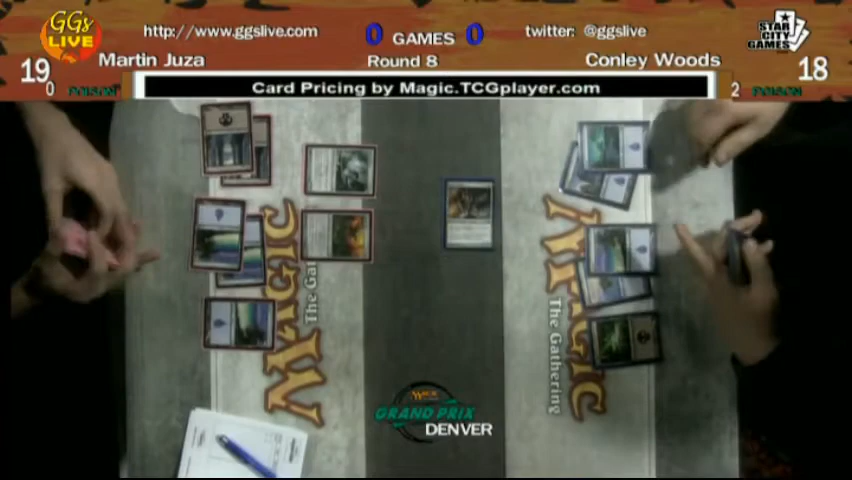 GGs
LIVE
http://www.ggslive.com
0 GAMES 0
twitter: @ggslive
STAR
CITY
GAMES
19
Martin Juza
Round 8
Conley Woods
18
0 POISON
Card Pricing by Magic.TCGplayer.com
2 POISON
MAGIC
The Ga
MAGIC
The Gathering
MAGIC
GRAND PRIX
DENVER